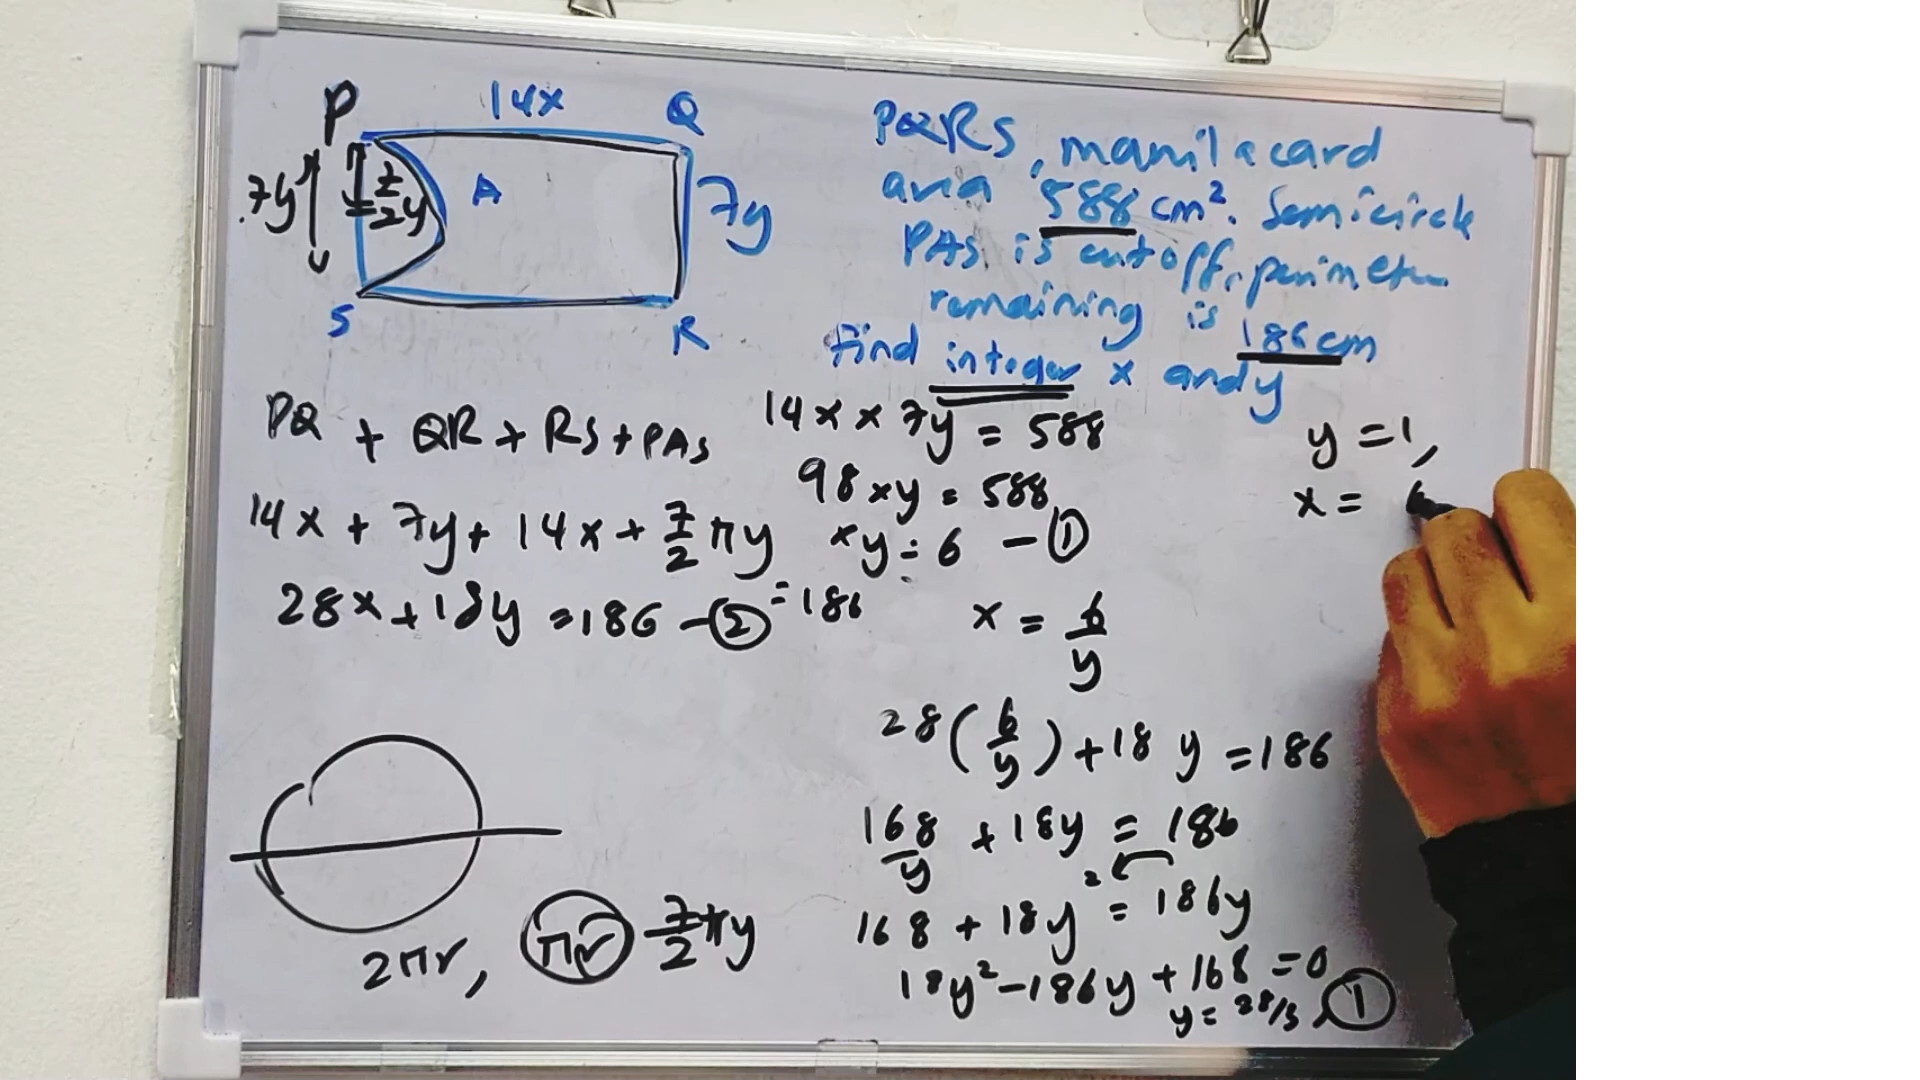 P 14x Q
7y 7/2 y A 7y
S R
PQRS, manila card
area 588 cm². Semicircle
PAS is cut off, perimeter
remaining is 186 cm
find integer x and y
PQ + QR + RS + PAS
14x + 7y + 14x + 7/2 πy
= 186
28x + 18y = 186 - ②
2πr, πr 7/2 πy
14x × 7y = 588
98xy = 588
xy = 6 - ①
x = 6/y
28(6/y) + 18y = 186
168/y + 18y = 186
168 + 18y² = 186y
18y² - 186y + 168 = 0
y = 28/3, 1
y = 1,
x = 6